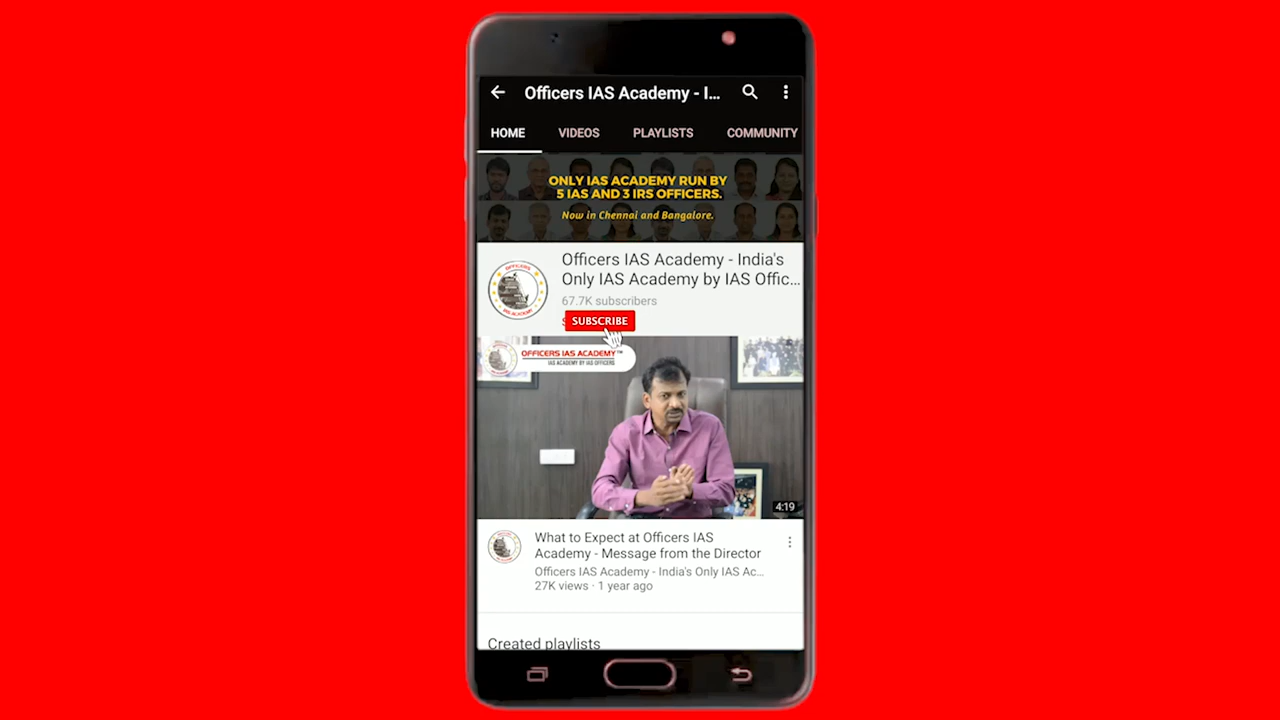 Officers IAS Academy - I...
HOME VIDEOS PLAYLISTS COMMUNITY
ONLY IAS ACADEMY RUN BY
5 IAS AND 3 IRS OFFICERS.
Now in Chennai and Bangalore.
Officers IAS Academy - India's
Only IAS Academy by IAS Offic...
67.7K subscribers
SUBSCRIBE
OFFICERS IAS ACADEMY™
IAS ACADEMY BY IAS OFFICERS
4:19
What to Expect at Officers IAS
Academy - Message from the Director
Officers IAS Academy - India's Only IAS Ac...
27K views · 1 year ago
Created playlists